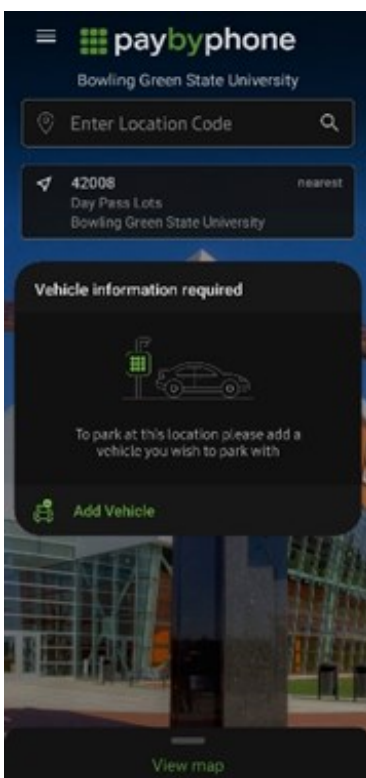 paybyphone
Bowling Green State University
Enter Location Code
42008 nearest
Day Pass Lots
Bowling Green State University
Vehicle information required
To park at this location please add a
vehicle you wish to park with
Add Vehicle
View map